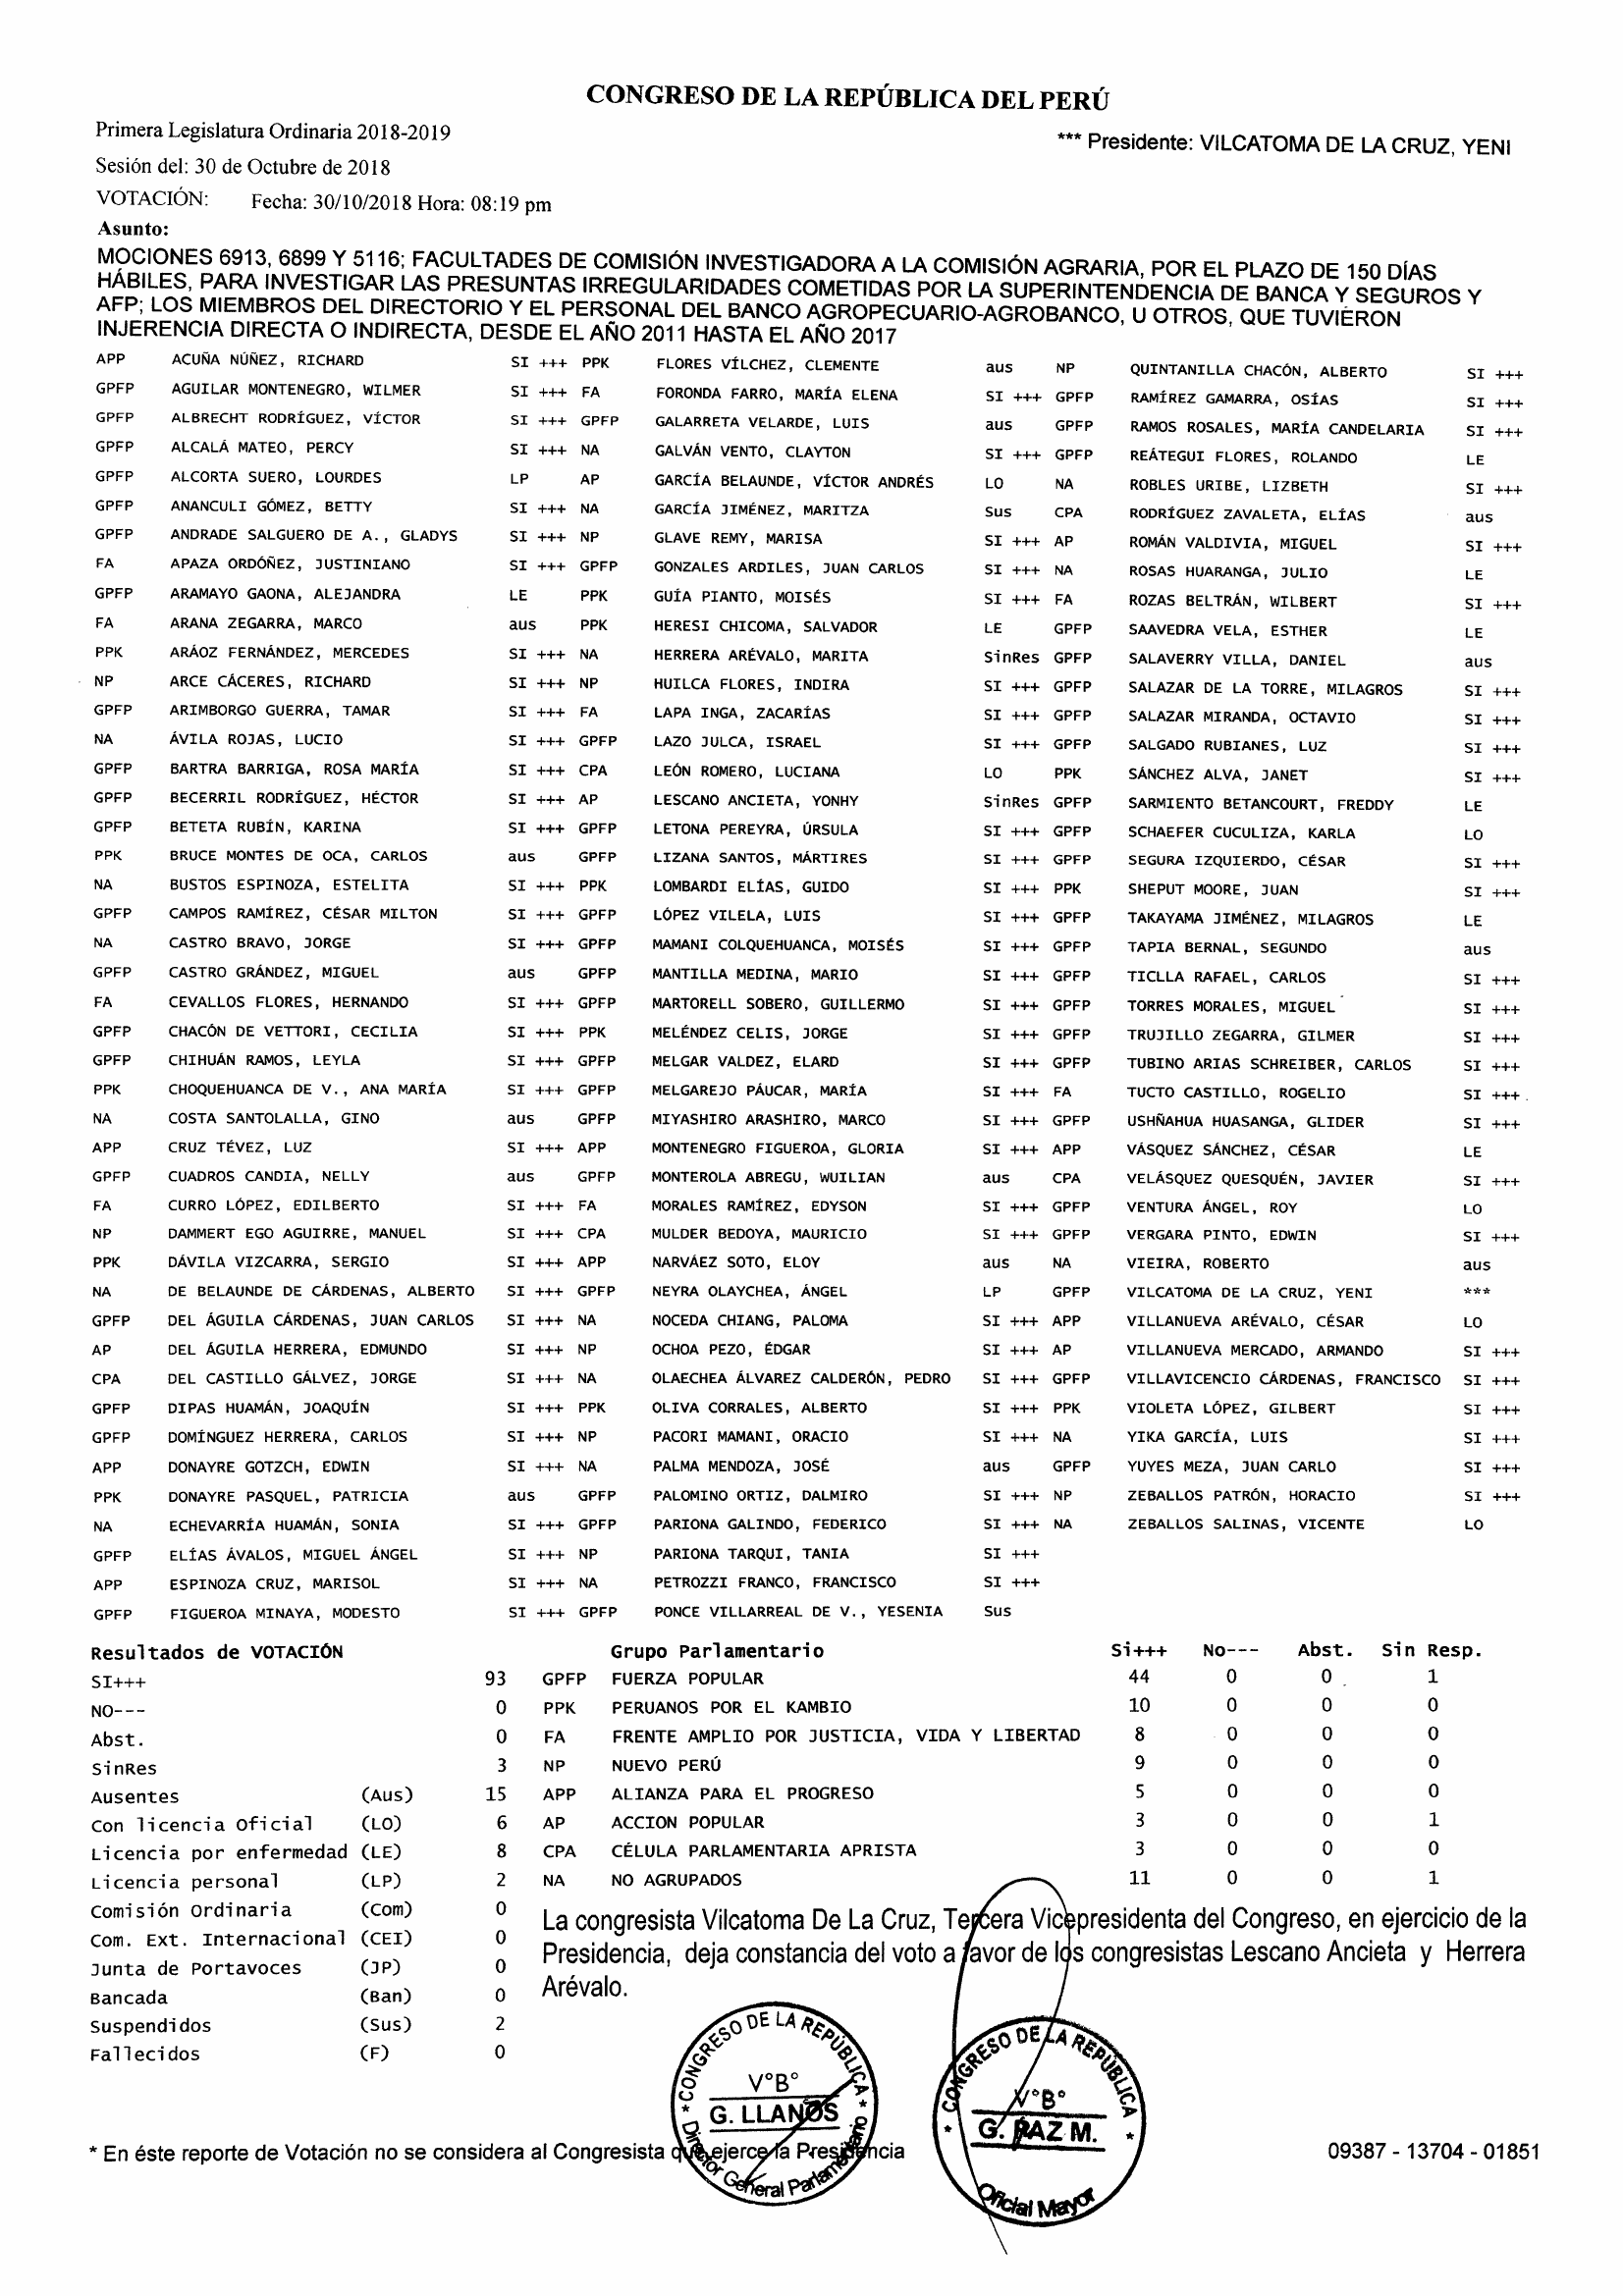 CONGRESO DE LA REPÚBLICA DEL PERÚ
Primera Legislatura Ordinaria 2018-2019
*** Presidente: VILCATOMA DE LA CRUZ, YENI
Sesión del: 30 de Octubre de 2018
VOTACIÓN: Fecha: 30/10/2018 Hora: 08:19 pm
Asunto:
MOCIONES 6913, 6899 Y 5116; FACULTADES DE COMISIÓN INVESTIGADORA A LA COMISIÓN AGRARIA, POR EL PLAZO DE 150 DÍAS
HÁBILES, PARA INVESTIGAR LAS PRESUNTAS IRREGULARIDADES COMETIDAS POR LA SUPERINTENDENCIA DE BANCA Y SEGUROS Y
AFP; LOS MIEMBROS DEL DIRECTORIO Y EL PERSONAL DEL BANCO AGROPECUARIO-AGROBANCO, U OTROS, QUE TUVIERON
INJERENCIA DIRECTA O INDIRECTA, DESDE EL AÑO 2011 HASTA EL AÑO 2017
APP ACUÑA NÚÑEZ, RICHARD SI +++ PPK FLORES VÍLCHEZ, CLEMENTE aus NP QUINTANILLA CHACÓN, ALBERTO SI +++
GPFP AGUILAR MONTENEGRO, WILMER SI +++ FA FORONDA FARRO, MARÍA ELENA SI +++ GPFP RAMÍREZ GAMARRA, OSÍAS SI +++
GPFP ALBRECHT RODRÍGUEZ, VÍCTOR SI +++ GPFP GALARRETA VELARDE, LUIS aus GPFP RAMOS ROSALES, MARÍA CANDELARIA SI +++
GPFP ALCALÁ MATEO, PERCY SI +++ NA GALVÁN VENTO, CLAYTON SI +++ GPFP REÁTEGUI FLORES, ROLANDO LE
GPFP ALCORTA SUERO, LOURDES LP AP GARCÍA BELAUNDE, VÍCTOR ANDRÉS LO NA ROBLES URIBE, LIZBETH SI +++
GPFP ANANCULI GÓMEZ, BETTY SI +++ NA GARCÍA JIMÉNEZ, MARITZA Sus CPA RODRÍGUEZ ZAVALETA, ELÍAS aus
GPFP ANDRADE SALGUERO DE A., GLADYS SI +++ NP GLAVE REMY, MARISA SI +++ AP ROMÁN VALDIVIA, MIGUEL SI +++
FA APAZA ORDÓÑEZ, JUSTINIANO SI +++ GPFP GONZALES ARDILES, JUAN CARLOS SI +++ NA ROSAS HUARANGA, JULIO LE
GPFP ARAMAYO GAONA, ALEJANDRA LE PPK GUÍA PIANTO, MOISÉS SI +++ FA ROZAS BELTRÁN, WILBERT SI +++
FA ARANA ZEGARRA, MARCO aus PPK HERESI CHICOMA, SALVADOR LE GPFP SAAVEDRA VELA, ESTHER LE
PPK ARÁOZ FERNÁNDEZ, MERCEDES SI +++ NA HERRERA ARÉVALO, MARITA SinRes GPFP SALAVERRY VILLA, DANIEL aus
NP ARCE CÁCERES, RICHARD SI +++ NP HUILCA FLORES, INDIRA SI +++ GPFP SALAZAR DE LA TORRE, MILAGROS SI +++
GPFP ARIMBORGO GUERRA, TAMAR SI +++ FA LAPA INGA, ZACARÍAS SI +++ GPFP SALAZAR MIRANDA, OCTAVIO SI +++
NA ÁVILA ROJAS, LUCIO SI +++ GPFP LAZO JULCA, ISRAEL SI +++ GPFP SALGADO RUBIANES, LUZ SI +++
GPFP BARTRA BARRIGA, ROSA MARÍA SI +++ CPA LEÓN ROMERO, LUCIANA LO PPK SÁNCHEZ ALVA, JANET SI +++
GPFP BECERRIL RODRÍGUEZ, HÉCTOR SI +++ AP LESCANO ANCIETA, YONHY SinRes GPFP SARMIENTO BETANCOURT, FREDDY LE
GPFP BETETA RUBÍN, KARINA SI +++ GPFP LETONA PEREYRA, ÚRSULA SI +++ GPFP SCHAEFER CUCULIZA, KARLA LO
PPK BRUCE MONTES DE OCA, CARLOS aus GPFP LIZANA SANTOS, MÁRTIRES SI +++ GPFP SEGURA IZQUIERDO, CÉSAR SI +++
NA BUSTOS ESPINOZA, ESTELITA SI +++ PPK LOMBARDI ELÍAS, GUIDO SI +++ PPK SHEPUT MOORE, JUAN SI +++
GPFP CAMPOS RAMÍREZ, CÉSAR MILTON SI +++ GPFP LÓPEZ VILELA, LUIS SI +++ GPFP TAKAYAMA JIMÉNEZ, MILAGROS LE
NA CASTRO BRAVO, JORGE SI +++ GPFP MAMANI COLQUEHUANCA, MOISÉS SI +++ GPFP TAPIA BERNAL, SEGUNDO aus
GPFP CASTRO GRÁNDEZ, MIGUEL aus GPFP MANTILLA MEDINA, MARIO SI +++ GPFP TICLLA RAFAEL, CARLOS SI +++
FA CEVALLOS FLORES, HERNANDO SI +++ GPFP MARTORELL SOBERO, GUILLERMO SI +++ GPFP TORRES MORALES, MIGUEL SI +++
GPFP CHACÓN DE VETTORI, CECILIA SI +++ PPK MELÉNDEZ CELIS, JORGE SI +++ GPFP TRUJILLO ZEGARRA, GILMER SI +++
GPFP CHIHUÁN RAMOS, LEYLA SI +++ GPFP MELGAR VALDEZ, ELARD SI +++ GPFP TUBINO ARIAS SCHREIBER, CARLOS SI +++
PPK CHOQUEHUANCA DE V., ANA MARÍA SI +++ GPFP MELGAREJO PÁUCAR, MARÍA SI +++ FA TUCTO CASTILLO, ROGELIO SI +++
NA COSTA SANTOLALLA, GINO aus GPFP MIYASHIRO ARASHIRO, MARCO SI +++ GPFP USHÑAHUA HUASANGA, GLIDER SI +++
APP CRUZ TÉVEZ, LUZ SI +++ APP MONTENEGRO FIGUEROA, GLORIA SI +++ APP VÁSQUEZ SÁNCHEZ, CÉSAR LE
GPFP CUADROS CANDIA, NELLY aus GPFP MONTEROLA ABREGU, WUILIAN aus CPA VELÁSQUEZ QUESQUÉN, JAVIER SI +++
FA CURRO LÓPEZ, EDILBERTO SI +++ FA MORALES RAMÍREZ, EDYSON SI +++ GPFP VENTURA ÁNGEL, ROY LO
NP DAMMERT EGO AGUIRRE, MANUEL SI +++ CPA MULDER BEDOYA, MAURICIO SI +++ GPFP VERGARA PINTO, EDWIN SI +++
PPK DÁVILA VIZCARRA, SERGIO SI +++ APP NARVÁEZ SOTO, ELOY aus NA VIEIRA, ROBERTO aus
NA DE BELAUNDE DE CÁRDENAS, ALBERTO SI +++ GPFP NEYRA OLAYCHEA, ÁNGEL LP GPFP VILCATOMA DE LA CRUZ, YENI ***
GPFP DEL ÁGUILA CÁRDENAS, JUAN CARLOS SI +++ NA NOCEDA CHIANG, PALOMA SI +++ APP VILLANUEVA ARÉVALO, CÉSAR LO
AP DEL ÁGUILA HERRERA, EDMUNDO SI +++ NP OCHOA PEZO, ÉDGAR SI +++ AP VILLANUEVA MERCADO, ARMANDO SI +++
CPA DEL CASTILLO GÁLVEZ, JORGE SI +++ NA OLAECHEA ÁLVAREZ CALDERÓN, PEDRO SI +++ GPFP VILLAVICENCIO CÁRDENAS, FRANCISCO SI +++
GPFP DIPAS HUAMÁN, JOAQUÍN SI +++ PPK OLIVA CORRALES, ALBERTO SI +++ PPK VIOLETA LÓPEZ, GILBERT SI +++
GPFP DOMÍNGUEZ HERRERA, CARLOS SI +++ NP PACORI MAMANI, ORACIO SI +++ NA YIKA GARCÍA, LUIS SI +++
APP DONAYRE GOTZCH, EDWIN SI +++ NA PALMA MENDOZA, JOSÉ aus GPFP YUYES MEZA, JUAN CARLO SI +++
PPK DONAYRE PASQUEL, PATRICIA aus GPFP PALOMINO ORTIZ, DALMIRO SI +++ NP ZEBALLOS PATRÓN, HORACIO SI +++
NA ECHEVARRÍA HUAMÁN, SONIA SI +++ GPFP PARIONA GALINDO, FEDERICO SI +++ NA ZEBALLOS SALINAS, VICENTE LO
GPFP ELÍAS ÁVALOS, MIGUEL ÁNGEL SI +++ NP PARIONA TARQUI, TANIA SI +++
APP ESPINOZA CRUZ, MARISOL SI +++ NA PETROZZI FRANCO, FRANCISCO SI +++
GPFP FIGUEROA MINAYA, MODESTO SI +++ GPFP PONCE VILLARREAL DE V., YESENIA Sus
Resultados de VOTACIÓN Grupo Parlamentario Si+++ No--- Abst. Sin Resp.
SI+++ 93 GPFP FUERZA POPULAR 44 0 0 1
NO--- 0 PPK PERUANOS POR EL KAMBIO 10 0 0 0
Abst. 0 FA FRENTE AMPLIO POR JUSTICIA, VIDA Y LIBERTAD 8 0 0 0
SinRes 3 NP NUEVO PERÚ 9 0 0 0
Ausentes (Aus) 15 APP ALIANZA PARA EL PROGRESO 5 0 0 0
Con licencia Oficial (LO) 6 AP ACCION POPULAR 3 0 0 1
Licencia por enfermedad (LE) 8 CPA CÉLULA PARLAMENTARIA APRISTA 3 0 0 0
Licencia personal (LP) 2 NA NO AGRUPADOS 11 0 0 1
Comisión Ordinaria (Com) 0
Com. Ext. Internacional (CEI) 0
Junta de Portavoces (JP) 0
Bancada (Ban) 0
Suspendidos (Sus) 2
Fallecidos (F) 0
La congresista Vilcatoma De La Cruz, Tercera Vicepresidenta del Congreso, en ejercicio de la
Presidencia, deja constancia del voto a favor de los congresistas Lescano Ancieta y Herrera
Arévalo.
* CONGRESO DE LA REPÚBLICA *
V°B°
G. LLANOS
Director General Parlamentario
* CONGRESO DE LA REPÚBLICA *
V°B°
G. PAZ M.
Oficial Mayor
* En éste reporte de Votación no se considera al Congresista que ejerce la Presidencia
09387 - 13704 - 01851